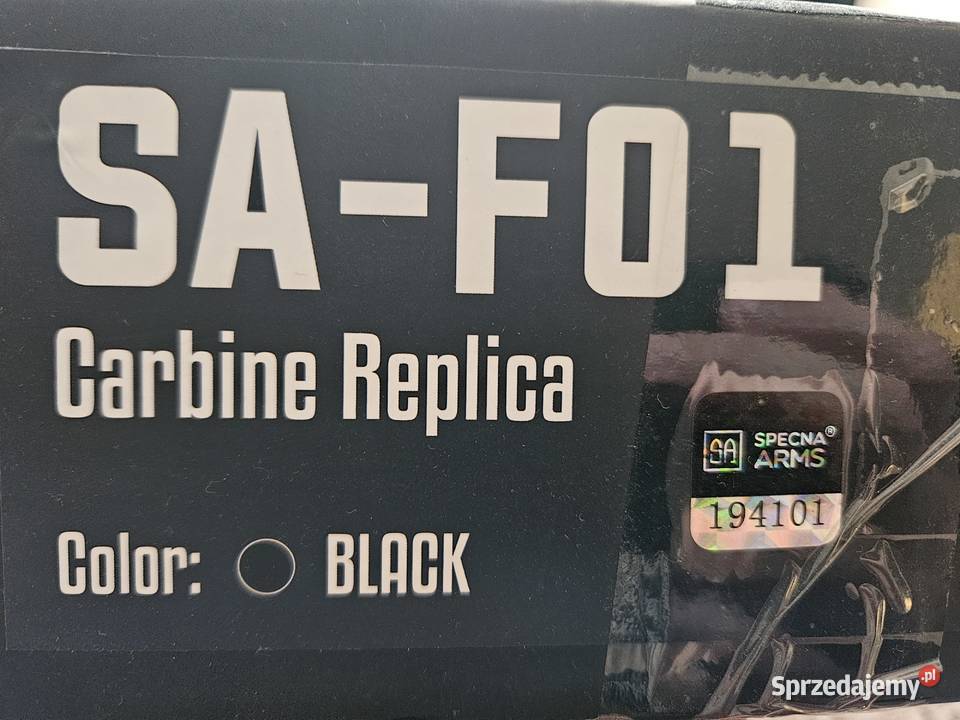 SA-F01
Carbine Replica
SA SPECNA®
ARMS
194101
Color: BLACK
Sprzedajemy.pl